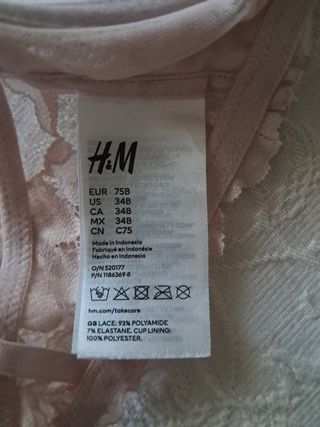 H&M
EUR 75B
US 34B
CA 34B
MX 34B
CN C75
Made in Indonesia
Fabriqué en Indonésie
Hecho en Indonesia
O/N 520177
P/N 1186369 8
hm.com/takecare
GB LACE: 93% POLYAMIDE
7% ELASTANE. CUP LINING:
100% POLYESTER.